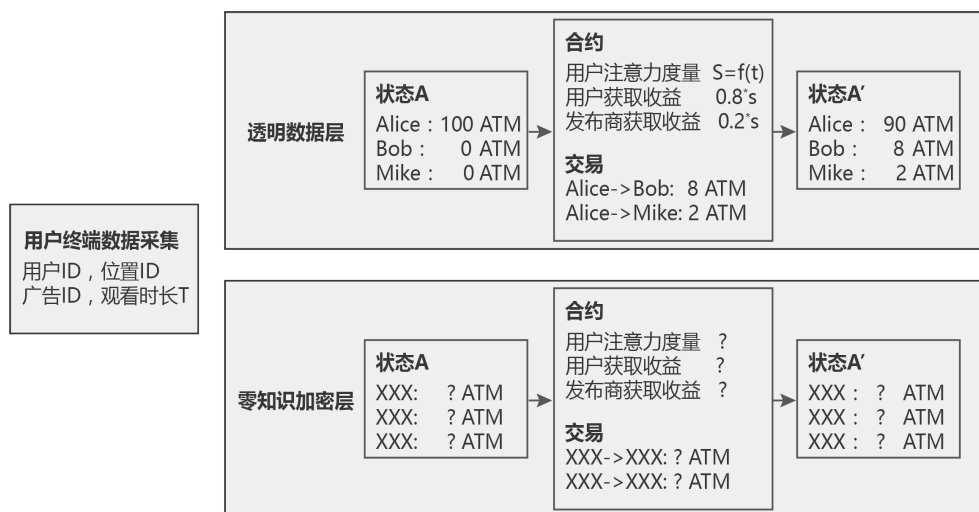 用户终端数据采集
用户ID，位置ID
广告ID，观看时长T
透明数据层
状态A
Alice : 100 ATM
Bob : 0 ATM
Mike : 0 ATM
合约
用户注意力度量 S=f(t)
用户获取收益 0.8*s
发布商获取收益 0.2*s
交易
Alice->Bob: 8 ATM
Alice->Mike: 2 ATM
状态A’
Alice : 90 ATM
Bob : 8 ATM
Mike : 2 ATM
零知识加密层
状态A
XXX: ? ATM
XXX: ? ATM
XXX: ? ATM
合约
用户注意力度量 ?
用户获取收益 ?
发布商获取收益 ?
交易
XXX->XXX: ? ATM
XXX->XXX: ? ATM
状态A’
XXX : ? ATM
XXX : ? ATM
XXX : ? ATM